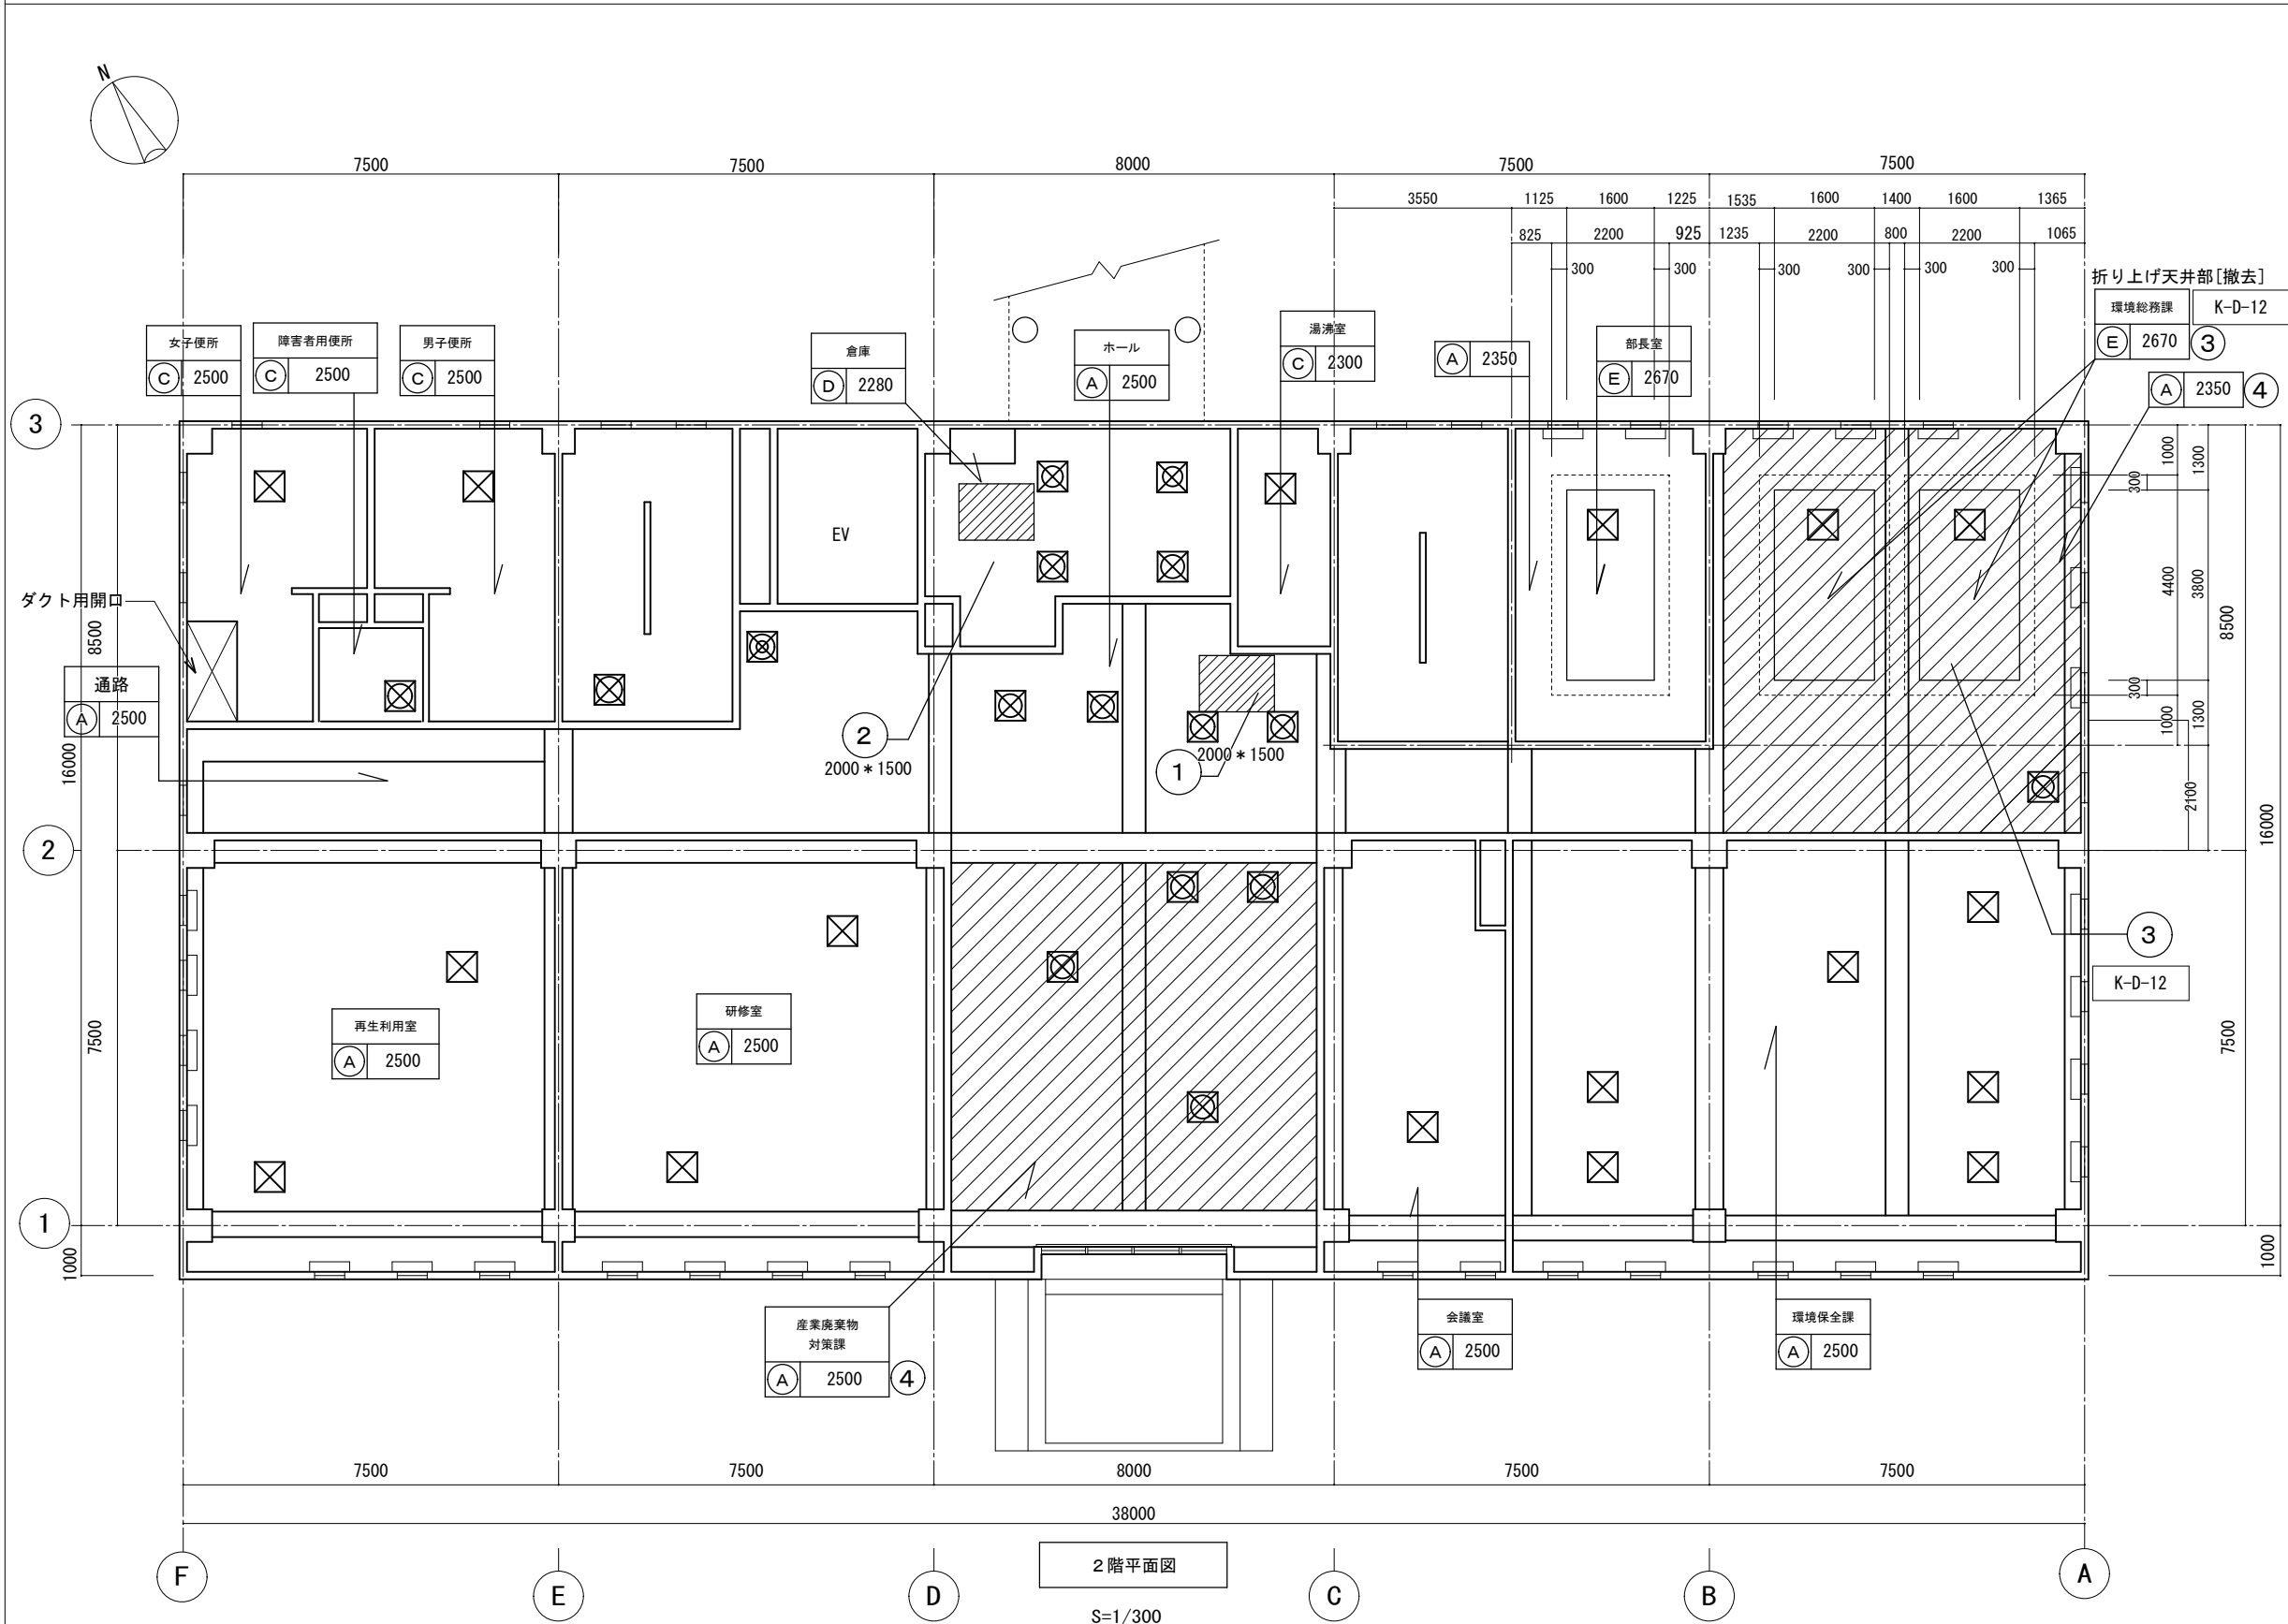 N
7500
7500
8000
7500
7500
3550
1125
1600
1225
1535
1600
1400
1600
1365
825
2200
925
1235
2200
800
2200
1065
300
300
300
300
300
300
折り上げ天井部[撤去]
環境総務課
K-D-12
E
2670
3
A
2350
4
女子便所
C
2500
障害者用便所
C
2500
男子便所
C
2500
倉庫
D
2280
ホール
A
2500
湯沸室
C
2300
A
2350
部長室
E
2670
3
EV
ダクト用開口
通路
A
2500
8500
16000
2
2000*1500
1
2000*1500
300
1000
1300
4400
3800
8500
300
1000
1300
2100
16000
2
3
K-D-12
7500
再生利用室
A
2500
研修室
A
2500
7500
1
1000
1000
産業廃棄物
対策課
A
2500
4
会議室
A
2500
環境保全課
A
2500
7500
7500
8000
7500
7500
38000
F
E
D
C
B
A
2階平面図
S=1/300